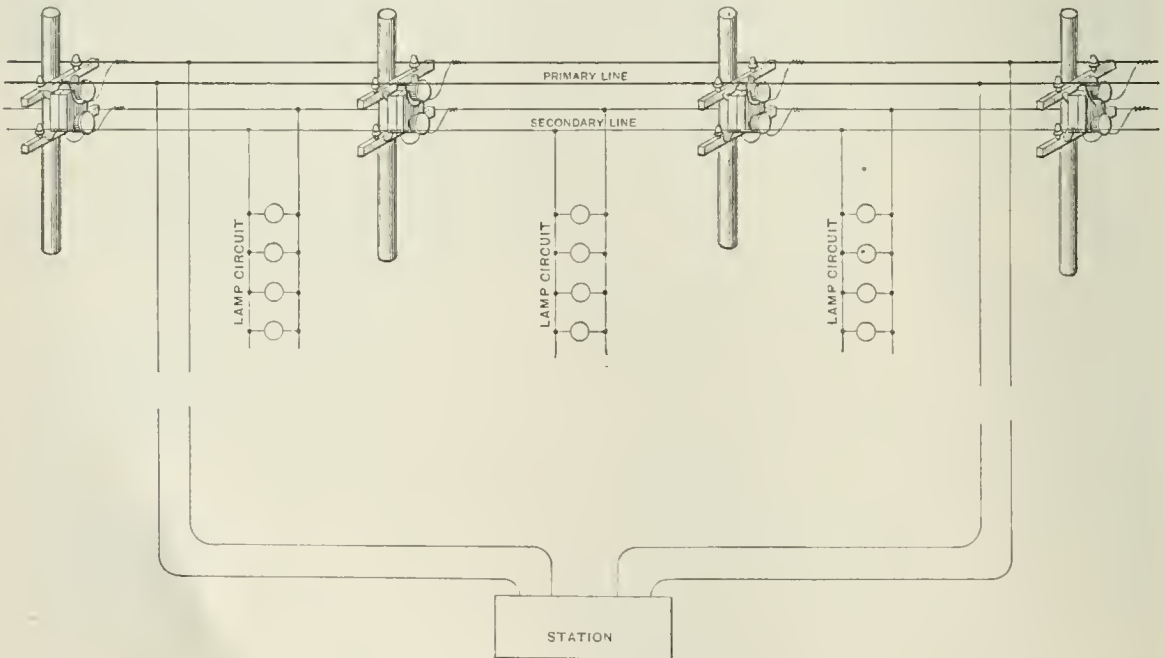 PRIMARY LINE
SECONDARY LINE
LAMP CIRCUIT
LAMP CIRCUIT
LAMP CIRCUIT
STATION